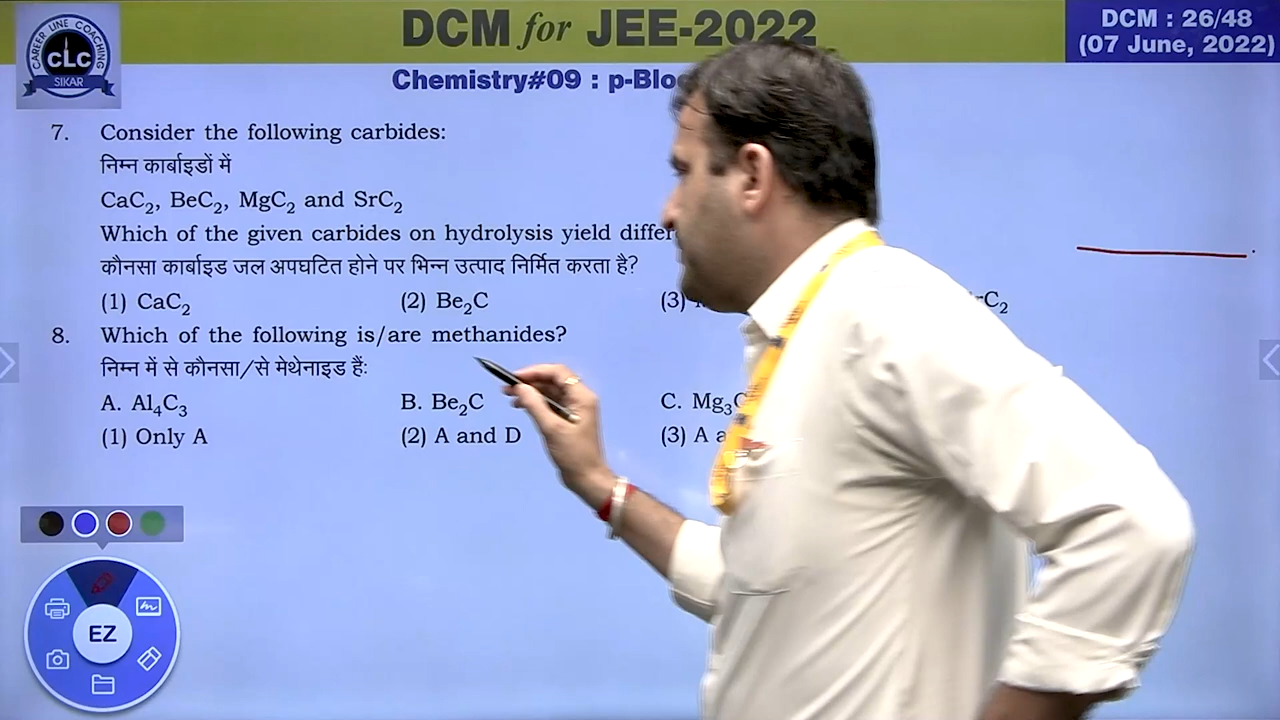 CAREER LINE COACHING
CLC
SIKAR
DCM for JEE-2022
DCM : 26/48
(07 June, 2022)
Chemistry#09 : p-Bloc
7. Consider the following carbides:
निम्न कार्बाइडों में
CaC₂, BeC₂, MgC₂ and SrC₂
Which of the given carbides on hydrolysis yield
कौनसा कार्बाइड जल अपघटित होने पर भिन्न उत्पाद निर्मित करता है?
(1) CaC₂ (2) Be₂C (3) rC₂
8. Which of the following is/are methanides?
निम्न में से कौनसा/से मेथेनाइड हैं:
A. Al₄C₃ B. Be₂C C. Mg₃C
(1) Only A (2) A and D (3) A a
EZ